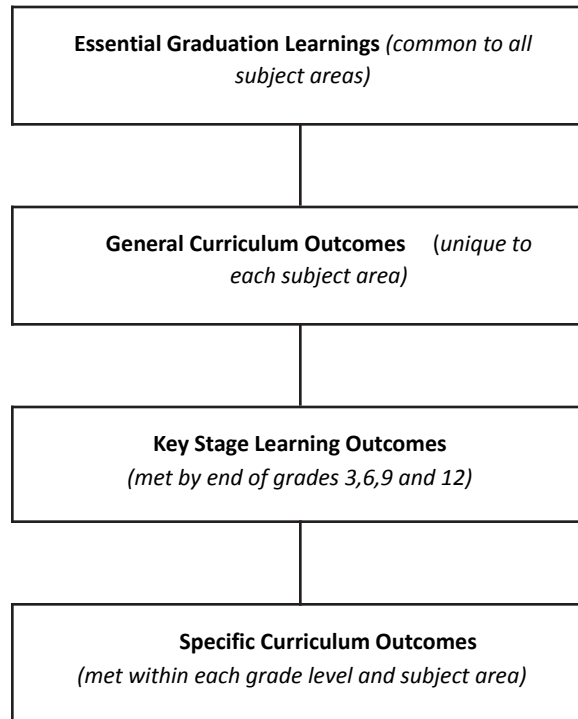 Essential Graduation Learnings (common to all
subject areas)
General Curriculum Outcomes (unique to
each subject area)
Key Stage Learning Outcomes
(met by end of grades 3,6,9 and 12)
Specific Curriculum Outcomes
(met within each grade level and subject area)